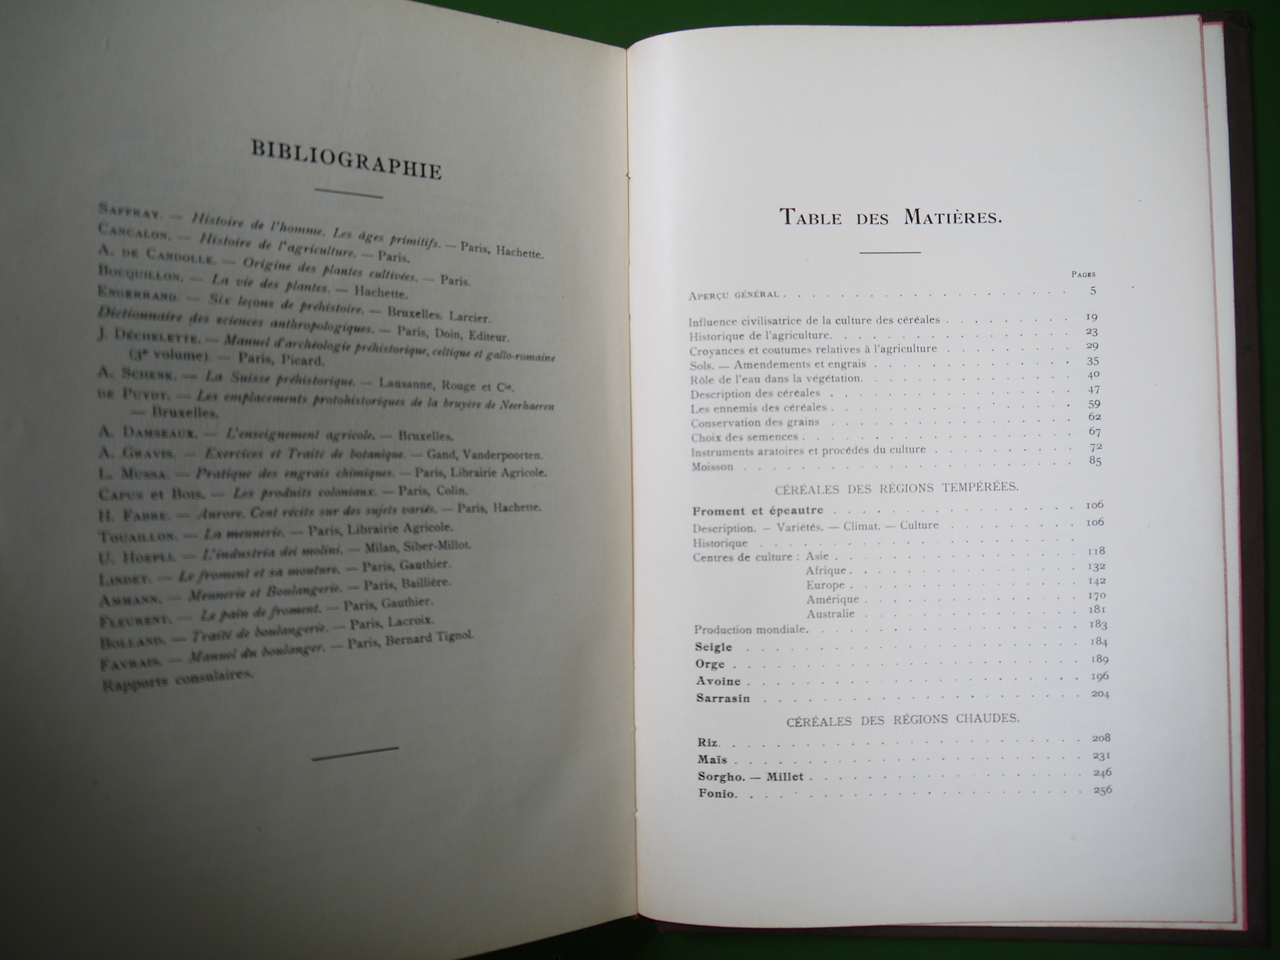 BIBLIOGRAPHIE
SAFFRAY. — Histoire de l'homme. Les âges primitifs. — Paris, Hachette.
CANCALON. — Histoire de l'agriculture. — Paris.
A. DE CANDOLLE. — Origine des plantes cultivées. — Paris.
BOCQUILLON. — La vie des plantes. — Hachette.
ENGERRAND. — Six leçons de préhistoire. — Bruxelles. Larcier.
Dictionnaire des sciences anthropologiques. — Paris, Doin, Editeur.
J. DÉCHELETTE. — Manuel d'archéologie préhistorique, celtique et gallo-romaine
(3e volume). — Paris, Picard.
A. SCHENK. — La Suisse préhistorique. — Lausanne, Rouge et Cie.
DE PUYDT. — Les emplacements protohistoriques de la bruyère de Neerhaeren
— Bruxelles.
A. DAMSEAUX. — L'enseignement agricole. — Bruxelles.
A. GRAVIS. — Exercices et Traité de botanique. — Gand, Vanderpoorten.
L. MUSSA. — Pratique des engrais chimiques. — Paris, Librairie Agricole.
CAPUS et BOIS. — Les produits coloniaux. — Paris, Colin.
H. FABRE. — Aurore. Cent récits sur des sujets variés. — Paris, Hachette.
TOUAILLON. — La meunerie. — Paris, Librairie Agricole.
U. HOEPLI. — L'industria dei molini. — Milan, Siber-Millot.
LINDET. — Le froment et sa mouture. — Paris, Gauthier.
AMMANN. — Meunerie et Boulangerie. — Paris, Baillière.
FLEURENT. — Le pain de froment. — Paris, Gauthier.
BOLLAND. — Traité de boulangerie. — Paris, Lacroix.
FAVRAIS. — Manuel du boulanger. — Paris, Bernard Tignol.
Rapports consulaires.
TABLE DES MATIÈRES.
PAGES
APERÇU GÉNÉRAL . . . . . 5
Influence civilisatrice de la culture des céréales . . . . . 19
Historique de l'agriculture. . . . . 23
Croyances et coutumes relatives à l'agriculture . . . . . 29
Sols. — Amendements et engrais . . . . . 35
Rôle de l'eau dans la végétation. . . . . 40
Description des céréales . . . . . 47
Les ennemis des céréales . . . . . 59
Conservation des grains . . . . . 62
Choix des semences . . . . . 67
Instruments aratoires et procédés du culture . . . . . 72
Moisson . . . . . 85
CÉRÉALES DES RÉGIONS TEMPÉRÉES.
Froment et épeautre . . . . . 106
Description. — Variétés. — Climat. — Culture . . . . . 106
Historique . . . . .
Centres de culture : Asie . . . . . 118
Afrique . . . . . 132
Europe . . . . . 142
Amérique . . . . . 170
Australie . . . . . 181
Production mondiale. . . . . 183
Seigle . . . . . 184
Orge . . . . . 189
Avoine . . . . . 196
Sarrasin . . . . . 204
CÉRÉALES DES RÉGIONS CHAUDES.
Riz . . . . . 208
Maïs . . . . . 231
Sorgho. — Millet . . . . . 246
Fonio. . . . . 256